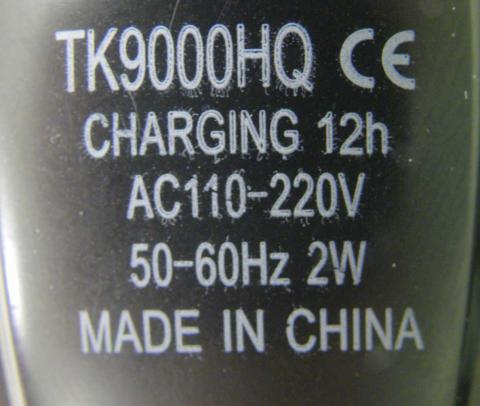 TK9000HQ CE
CHARGING 12h
AC110-220V
50-60Hz 2W
MADE IN CHINA